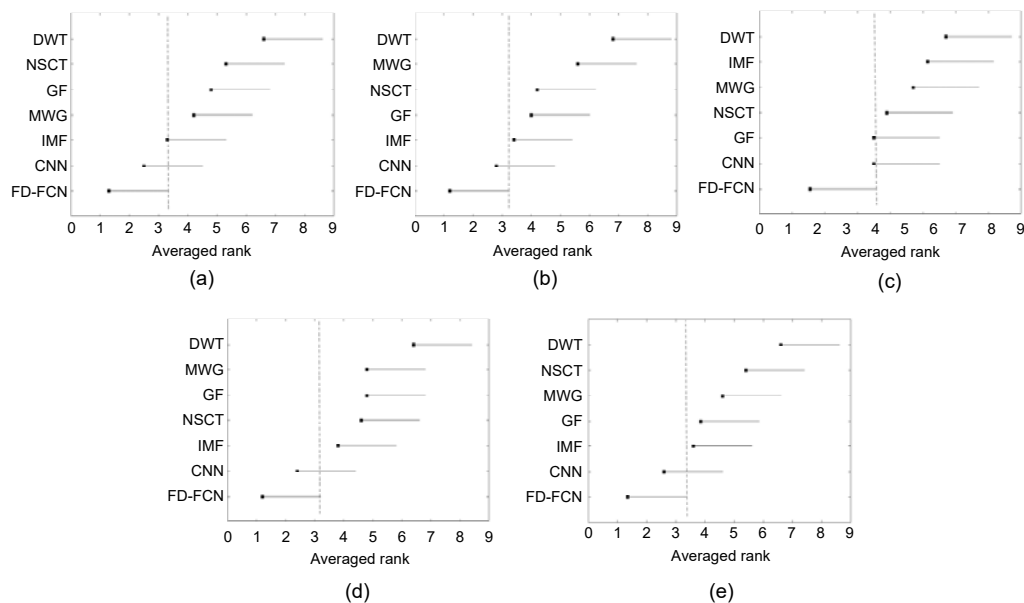 DWT
NSCT
GF
MWG
IMF
CNN
FD-FCN
0 1 2 3 4 5 6 7 8 9
Averaged rank
(a)
DWT
MWG
NSCT
GF
IMF
CNN
FD-FCN
0 1 2 3 4 5 6 7 8 9
Averaged rank
(b)
DWT
IMF
MWG
NSCT
GF
CNN
FD-FCN
0 1 2 3 4 5 6 7 8 9
Averaged rank
(c)
DWT
MWG
GF
NSCT
IMF
CNN
FD-FCN
0 1 2 3 4 5 6 7 8 9
Averaged rank
(d)
DWT
NSCT
MWG
GF
IMF
CNN
FD-FCN
0 1 2 3 4 5 6 7 8 9
Averaged rank
(e)